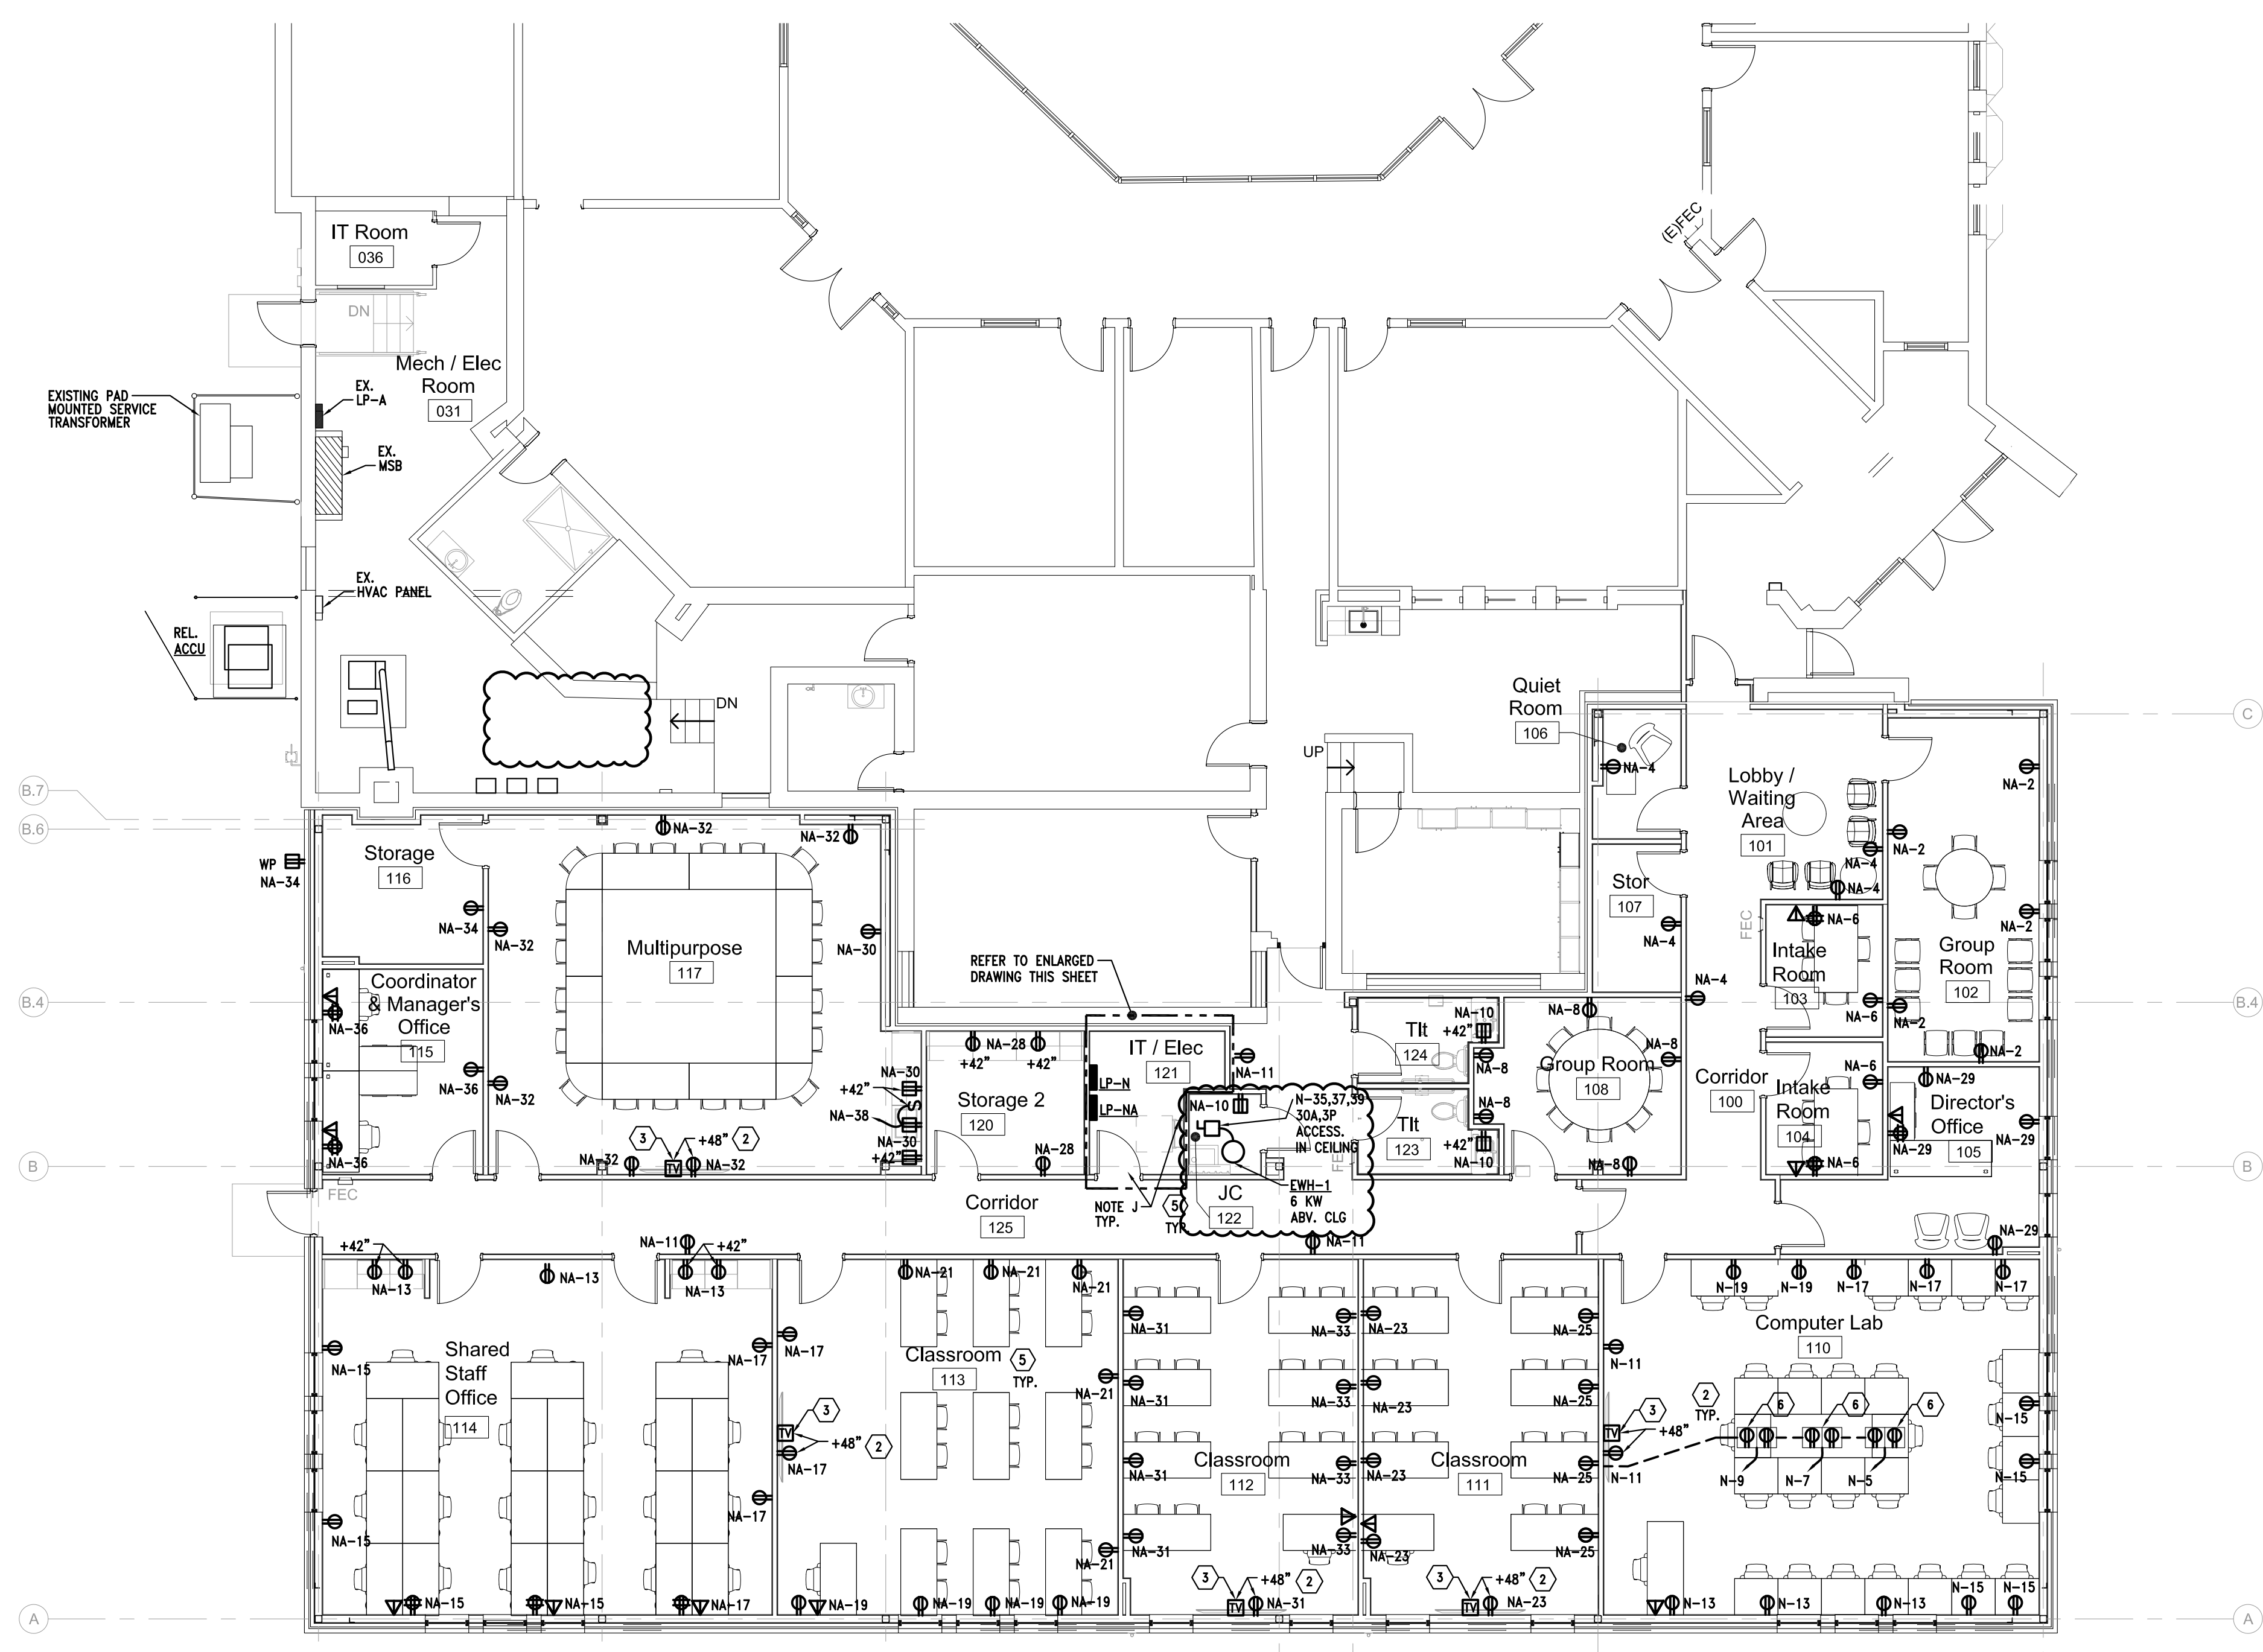 (E)FEC
IT Room
036
DN
Mech / Elec
Room
031
EX.
LP-A
EXISTING PAD
MOUNTED SERVICE
TRANSFORMER
EX.
MSB
EX.
HVAC PANEL
REL.
ACCU
DN
UP
Quiet
Room
106
NA-4
C
B.7
B.6
Lobby /
Waiting
Area
101
NA-2
NA-2
NA-4
NA-4
NA-32
NA-32
Storage
116
WP
NA-34
NA-34
NA-32
Multipurpose
117
NA-30
Stor
107
NA-4
FEC
NA-6
Intake
Room
103
NA-6
NA-2
Group
Room
102
NA-2
NA-2
REFER TO ENLARGED
DRAWING THIS SHEET
Coordinator
& Manager's
Office
115
NA-36
NA-36
NA-36
NA-32
B.4
B.4
NA-4
NA-8
NA-10
+42"
Tlt
124
NA-8
Group Room
108
NA-8
NA-8
NA-8
Tlt
123
+42"
NA-10
Corridor
100
NA-6
Intake
Room
104
NA-6
NA-29
Director's
Office
105
NA-29
NA-29
NA-29
NA-28
+42"
+42"
IT / Elec
121
LP-N
LP-NA
NA-11
NA-30
+42"
S
NA-38
NA-30
+42"
Storage 2
120
NA-28
NA-10
N-35,37,39
30A,3P
ACCESS.
IN CEILING
FE
EWH-1
6 KW
ABV. CLG
JC
122
NOTE J
TYP.
5
TYP
3
+48"
2
NA-32
TV
NA-32
B
B
FEC
Corridor
125
NA-11
NA-11
+42"
NA-13
NA-13
+42"
NA-13
NA-21
NA-21
NA-21
N-19
N-19
N-17
N-17
N-17
NA-15
Shared
Staff
Office
114
NA-17
NA-17
Classroom
113
5
TYP.
NA-21
NA-31
NA-33
NA-23
NA-25
NA-31
NA-33
NA-23
NA-25
N-11
Computer Lab
110
N-15
3
TV
+48"
2
NA-17
NA-17
NA-15
NA-31
Classroom
112
NA-33
NA-23
Classroom
111
NA-25
2
TYP.
3
TV
+48"
N-11
6
6
6
N-9
N-7
N-5
N-15
NA-21
NA-31
NA-33
NA-23
NA-25
3
+48"
2
TV
NA-31
3
+48"
2
TV
NA-23
NA-15
NA-15
NA-17
NA-19
NA-19
NA-19
NA-19
N-13
N-13
N-13
N-15
N-15
A
A